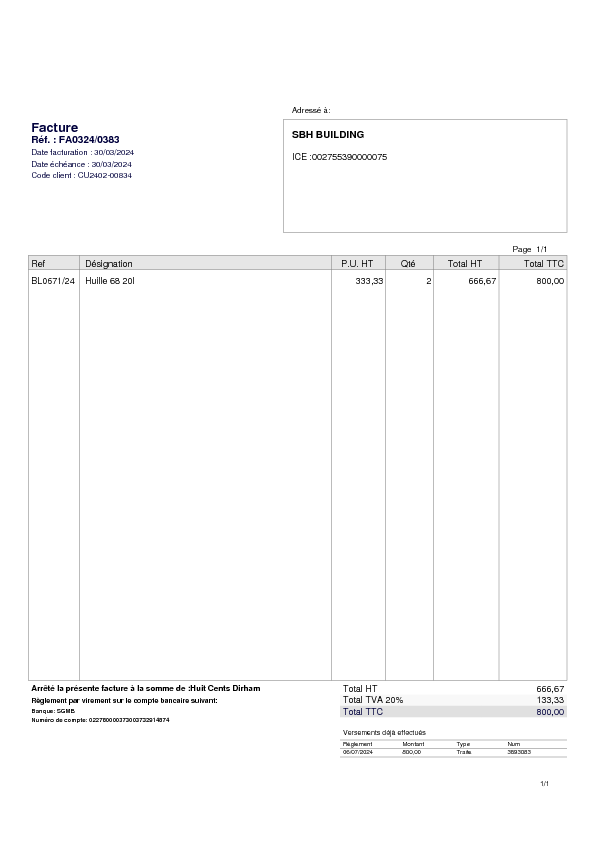 Adressé à:
Facture
Réf. : FA0324/0383
Date facturation : 30/03/2024
Date échéance : 30/03/2024
Code client : CU2402-00834
SBH BUILDING
ICE :002755390000075
Page 1/1
Ref Désignation P.U. HT Qté Total HT Total TTC
BL0671/24 Huille 68 20l 333,33 2 666,67 800,00
Arrêté la présente facture à la somme de :Huit Cents Dirham
Règlement par virement sur le compte bancaire suivant:
Banque: SGMB
Numéro de compte:
Total HT 666,67
Total TVA 20% 133,33
Total TTC 800,00
Versements déjà effectués
Règlement Montant Type Num
06/07/2024 800,00 Traite 3893083
1/1